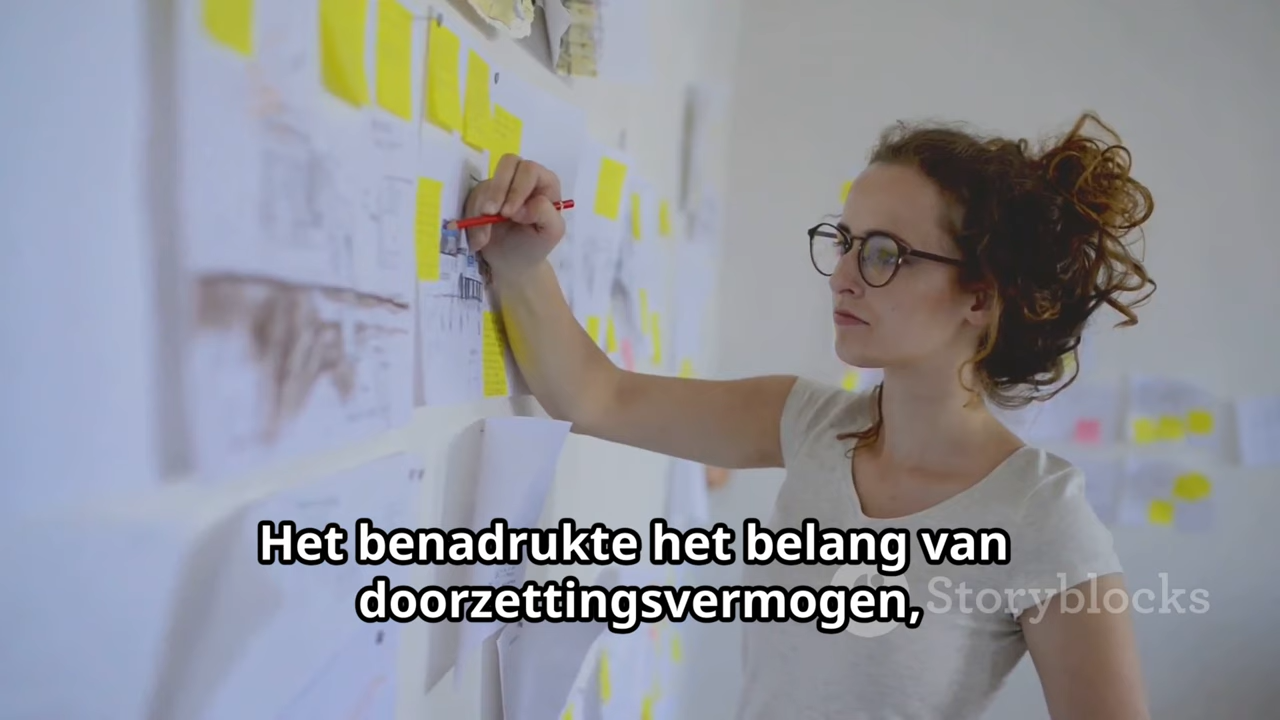 Het benadrukte het belang van
doorzettingsvermogen,
Storyblocks